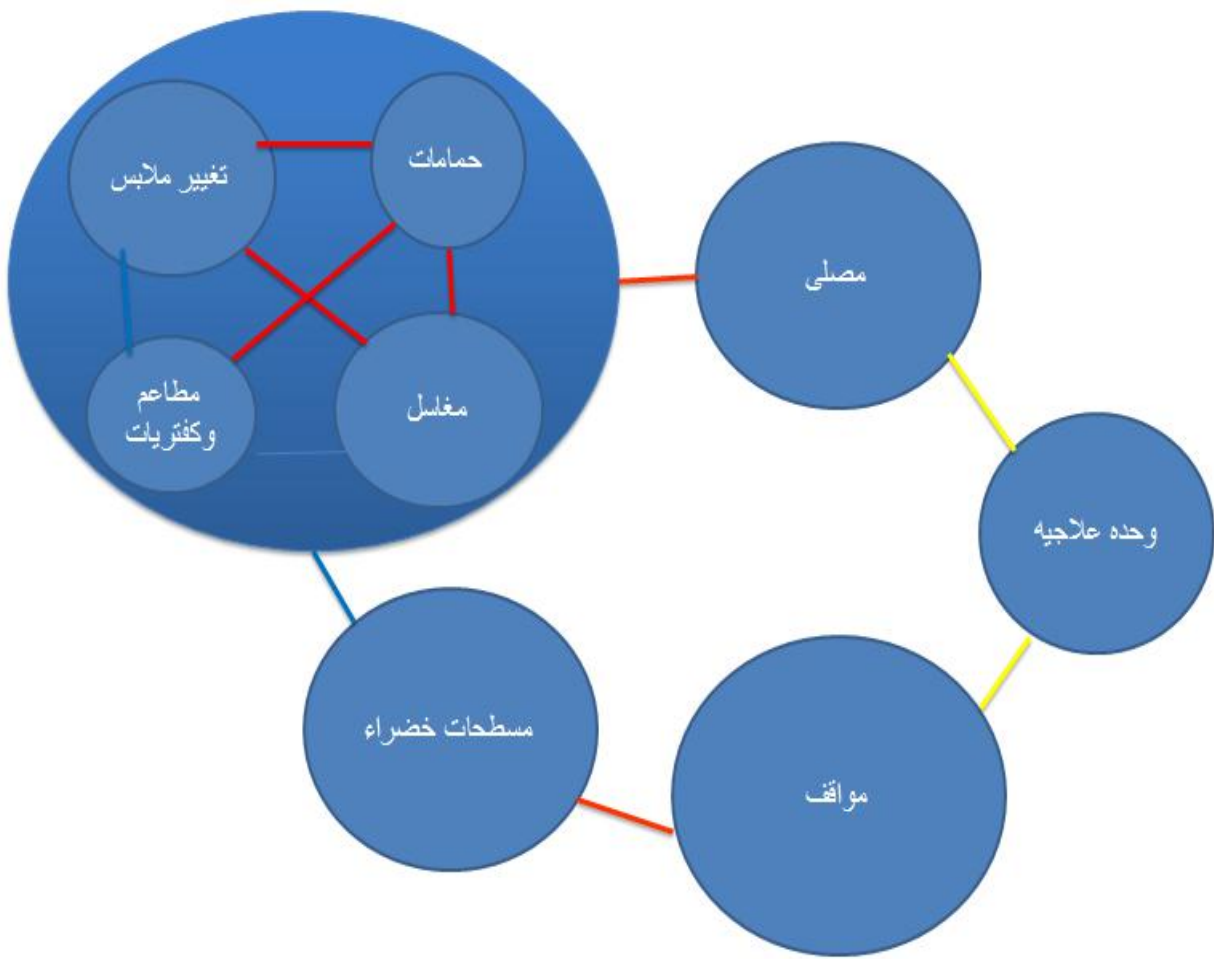 حمامات
تغيير ملابس
مصلى
مطاعم
وكفتريات
مغاسل
وحده علاجيه
مسطحات خضراء
مواقف